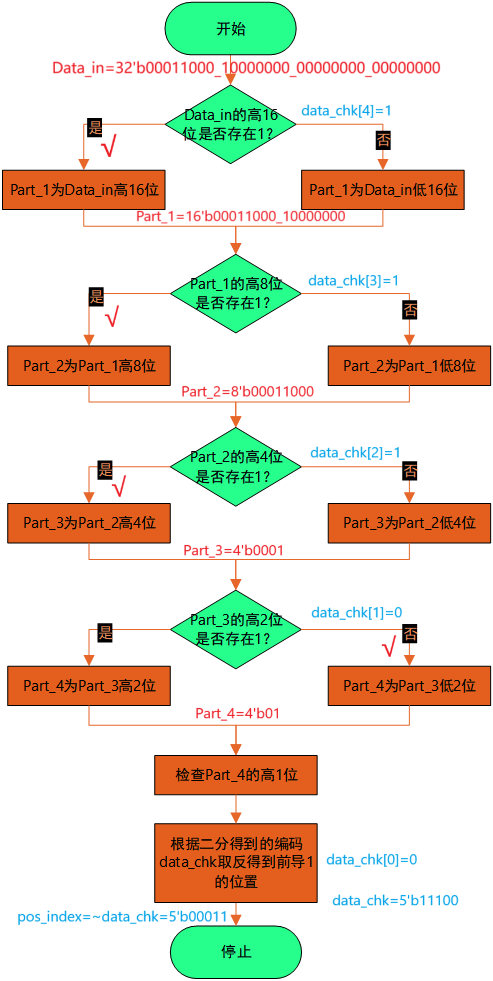 开始
Data_in=32'b00011000_10000000_00000000_00000000
Data_in的高16
位是否存在1?
data_chk[4]=1
是
√
否
Part_1为Data_in高16位
Part_1为Data_in低16位
Part_1=16'b00011000_10000000
Part_1的高8位
是否存在1?
data_chk[3]=1
是
√
否
Part_2为Part_1高8位
Part_2为Part_1低8位
Part_2=8'b00011000
Part_2的高4位
是否存在1?
data_chk[2]=1
是
√
否
Part_3为Part_2高4位
Part_3为Part_2低4位
Part_3=4'b0001
Part_3的高2位
是否存在1?
data_chk[1]=0
是
否
√
Part_4为Part_3高2位
Part_4为Part_3低2位
Part_4=4'b01
检查Part_4的高1位
根据二分得到的编码
data_chk取反得到前导1
的位置
data_chk[0]=0
data_chk=5'b11100
pos_index=~data_chk=5'b00011
停止